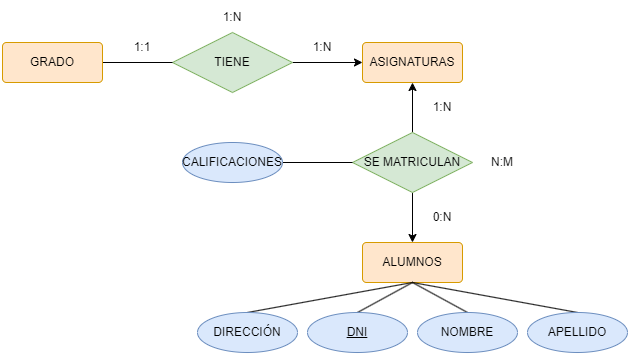 1:N
GRADO
1:1
TIENE
1:N
ASIGNATURAS
1:N
CALIFICACIONES
SE MATRICULAN
N:M
0:N
ALUMNOS
DIRECCIÓN
DNI
NOMBRE
APELLIDO